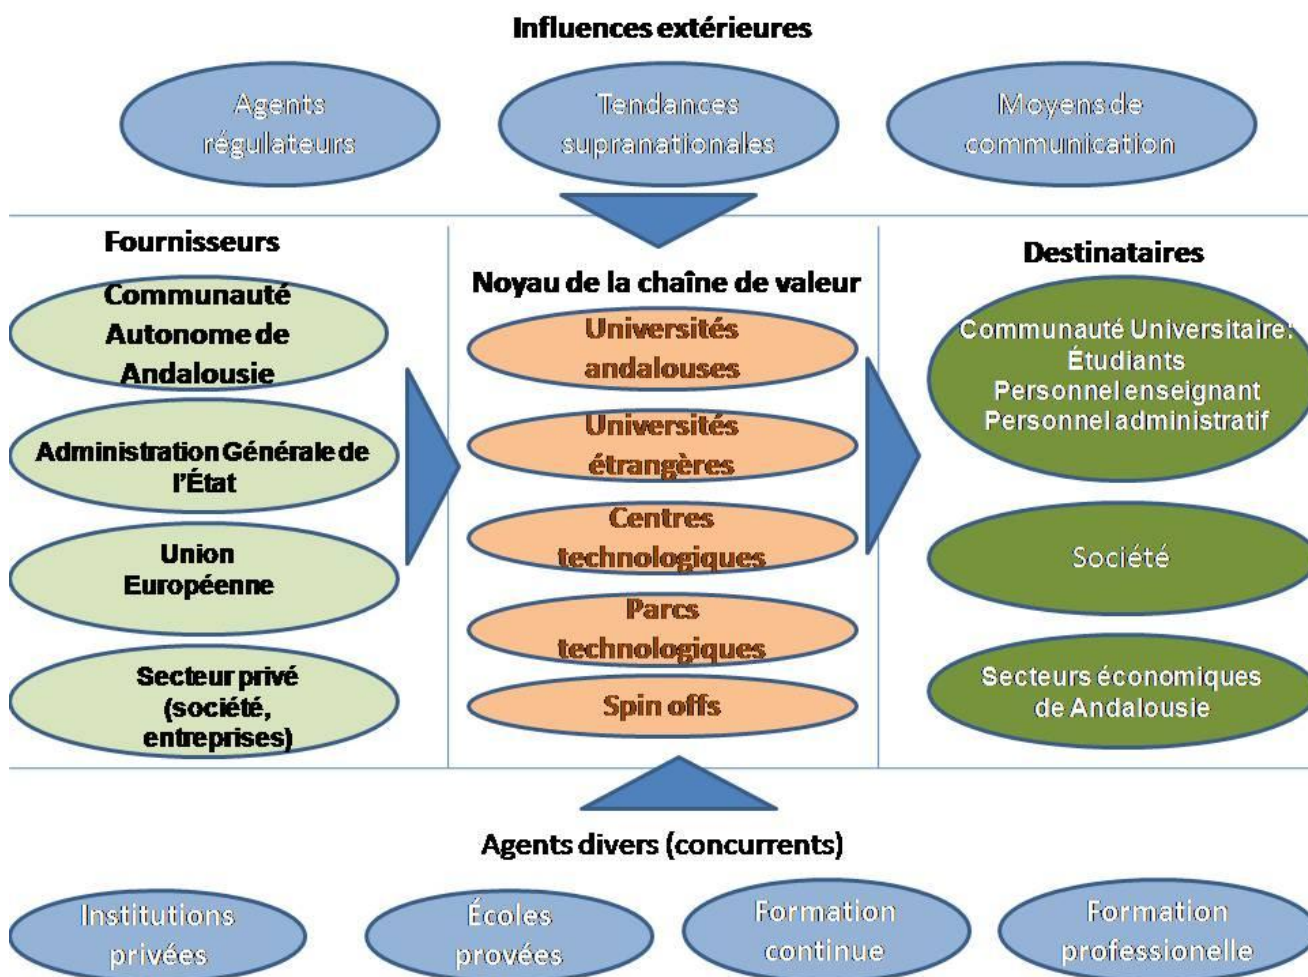 Influences extérieures
Agents
régulateurs
Tendances
supranationales
Moyens de
communication
Fournisseurs
Communauté
Autonome de
Andalousie
Administration Générale de
l'État
Union
Européenne
Secteur privé
(société,
entreprises)
Noyau de la chaîne de valeur
Universités
andalouses
Universités
étrangères
Centres
technologiques
Parcs
technologiques
Spin offs
Destinataires
Communauté Universitaire:
Étudiants
Personnel enseignant
Personnel administratif
Société
Secteurs économiques
de Andalousie
Agents divers (concurrents)
Institutions
privées
Écoles
provées
Formation
continue
Formation
professionelle